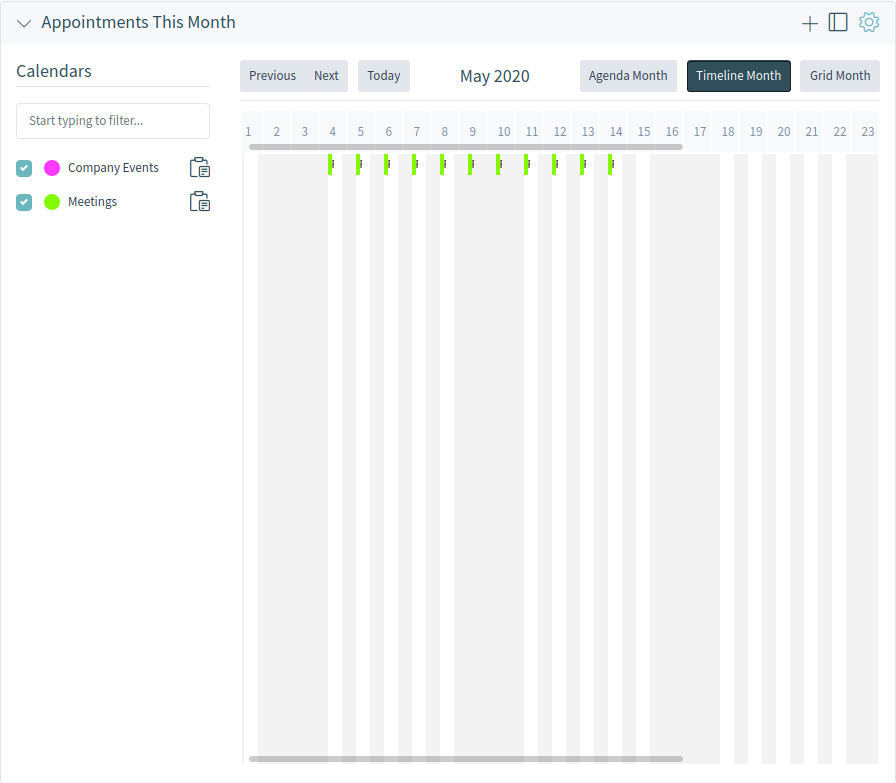 Appointments This Month
Calendars
Previous Next Today May 2020 Agenda Month Timeline Month Grid Month
Start typing to filter...
1 2 3 4 5 6 7 8 9 10 11 12 13 14 15 16 17 18 19 20 21 22 23
Company Events
Meetings